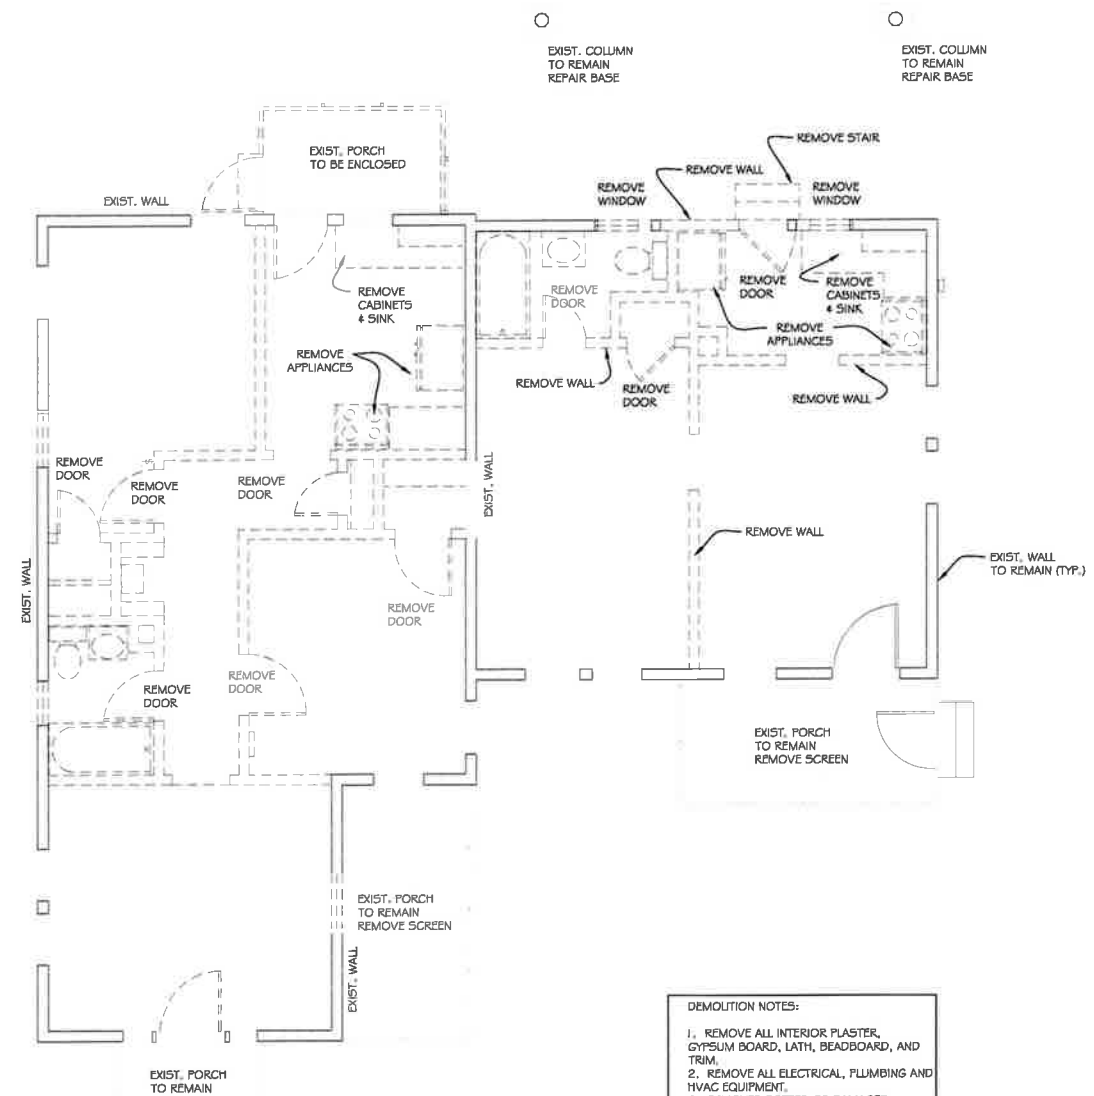 EXIST. COLUMN
TO REMAIN
REPAIR BASE
EXIST. COLUMN
TO REMAIN
REPAIR BASE
REMOVE STAIR
EXIST. PORCH
TO BE ENCLOSED
REMOVE WALL
EXIST. WALL
REMOVE
WINDOW
REMOVE
WINDOW
REMOVE
CABINETS
& SINK
REMOVE
DOOR
REMOVE
DOOR
REMOVE
CABINETS
& SINK
REMOVE
APPLIANCES
REMOVE
APPLIANCES
REMOVE WALL
REMOVE
DOOR
REMOVE WALL
REMOVE
DOOR
REMOVE
DOOR
REMOVE
DOOR
EXIST. WALL
REMOVE WALL
EXIST. WALL
TO REMAIN (TYP.)
EXIST. WALL
REMOVE
DOOR
REMOVE
DOOR
REMOVE
DOOR
EXIST. PORCH
TO REMAIN
REMOVE SCREEN
EXIST. PORCH
TO REMAIN
REMOVE SCREEN
EXIST. WALL
EXIST. PORCH
TO REMAIN
DEMOLITION NOTES:
1. REMOVE ALL INTERIOR PLASTER,
GYPSUM BOARD, LATH, BEADBOARD, AND
TRIM.
2. REMOVE ALL ELECTRICAL, PLUMBING AND
HVAC EQUIPMENT.